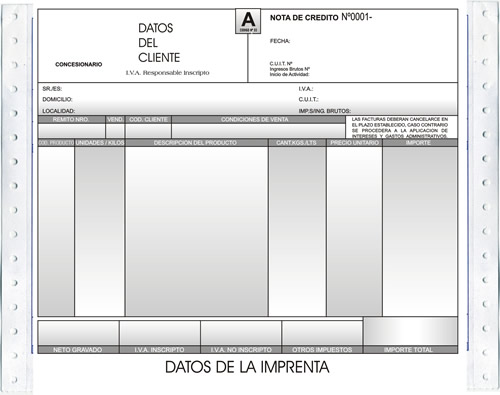 DATOS
DEL
CLIENTE
CONCESIONARIO
I.V.A. Responsable Inscripto
A
CODIGO Nº 03
NOTA DE CREDITO Nº0001-
FECHA:
C.U.I.T. Nº
Ingresos Brutos Nº
Inicio de Actividad:
SR./ES:
I.V.A.:
DOMICILIO:
C.U.I.T.:
LOCALIDAD:
IMP.S/ING. BRUTOS:
REMITO NRO. VEND. COD. CLIENTE CONDICIONES DE VENTA
LAS FACTURAS DEBERAN CANCELARCE EN
EL PLAZO ESTABLECIDO, CASO CONTRARIO
SE PROCEDERA A LA APLICACION DE
INTERESES Y GASTOS ADMINISTRATIVOS.
COD. PRODUCTO UNIDADES / KILOS DESCRIPCION DEL PRODUCTO CANT.KGS./LTS PRECIO UNITARIO IMPORTE
NETO GRAVADO I.V.A. INSCRIPTO I.V.A. NO INSCRIPTO OTROS IMPUESTOS IMPORTE TOTAL
DATOS DE LA IMPRENTA